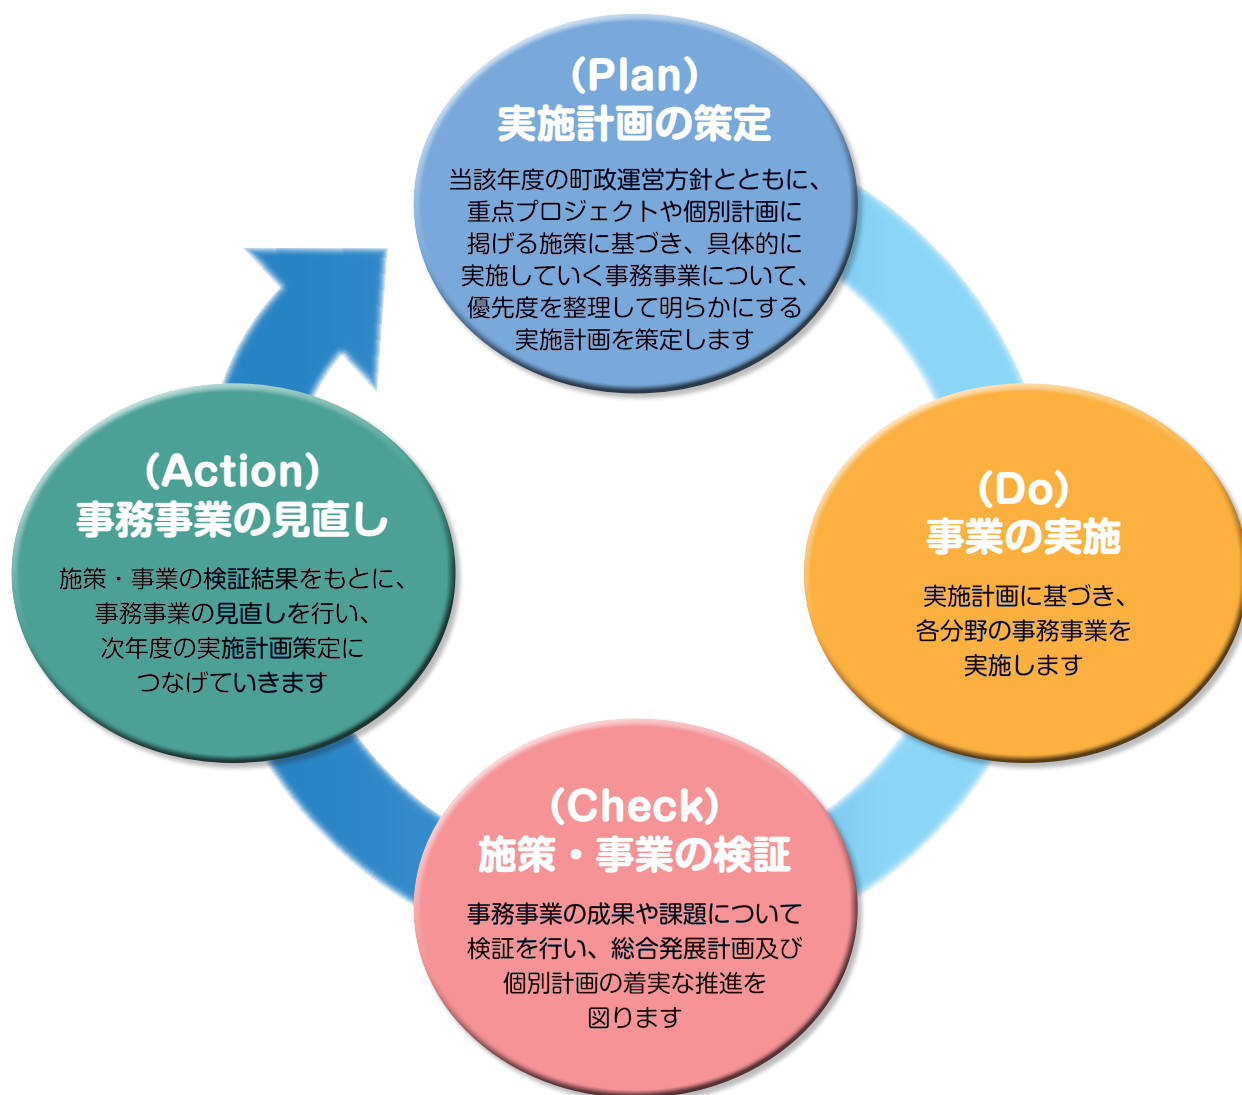 (Plan)
実施計画の策定
当該年度の町政運営方針とともに、
重点プロジェクトや個別計画に
掲げる施策に基づき、具体的に
実施していく事務事業について、
優先度を整理して明らかにする
実施計画を策定します
(Do)
事業の実施
実施計画に基づき、
各分野の事務事業を
実施します
(Check)
施策・事業の検証
事務事業の成果や課題について
検証を行い、総合発展計画及び
個別計画の着実な推進を
図ります
(Action)
事務事業の見直し
施策・事業の検証結果をもとに、
事務事業の見直しを行い、
次年度の実施計画策定に
つなげていきます